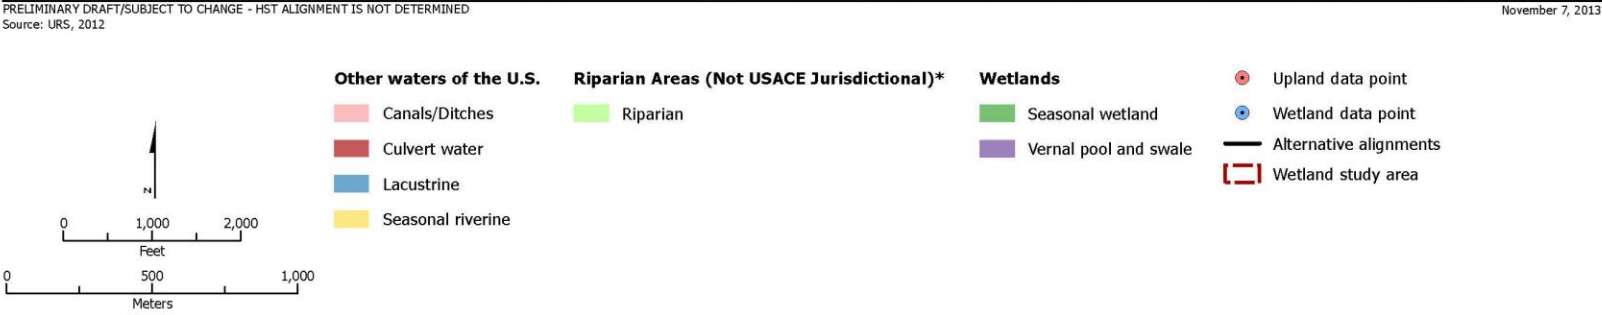 PRELIMINARY DRAFT/SUBJECT TO CHANGE - HST ALIGNMENT IS NOT DETERMINED
Source: URS, 2012
November 7, 2013
Other waters of the U.S.
Canals/Ditches
Culvert water
Lacustrine
Seasonal riverine
Riparian Areas (Not USACE Jurisdictional)*
Riparian
Wetlands
Seasonal wetland
Vernal pool and swale
Upland data point
Wetland data point
Alternative alignments
Wetland study area
N
0 1,000 2,000
Feet
0 500 1,000
Meters